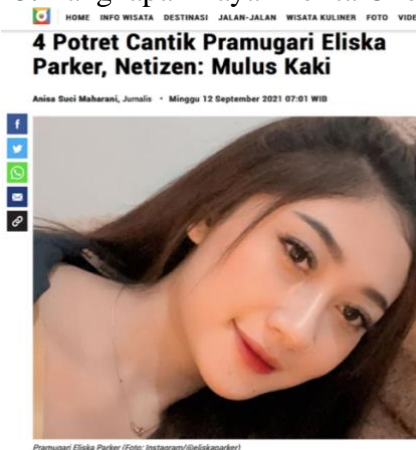 HOME INFO WISATA DESTINASI JALAN-JALAN WISATA KULINER FOTO VIDE
4 Potret Cantik Pramugari Eliska
Parker, Netizen: Mulus Kaki
Anisa Suci Maharani, Jurnalis • Minggu 12 September 2021 07:01 WIB
Pramugari Eliska Parker (Foto: Instagram/@eliskaparker)